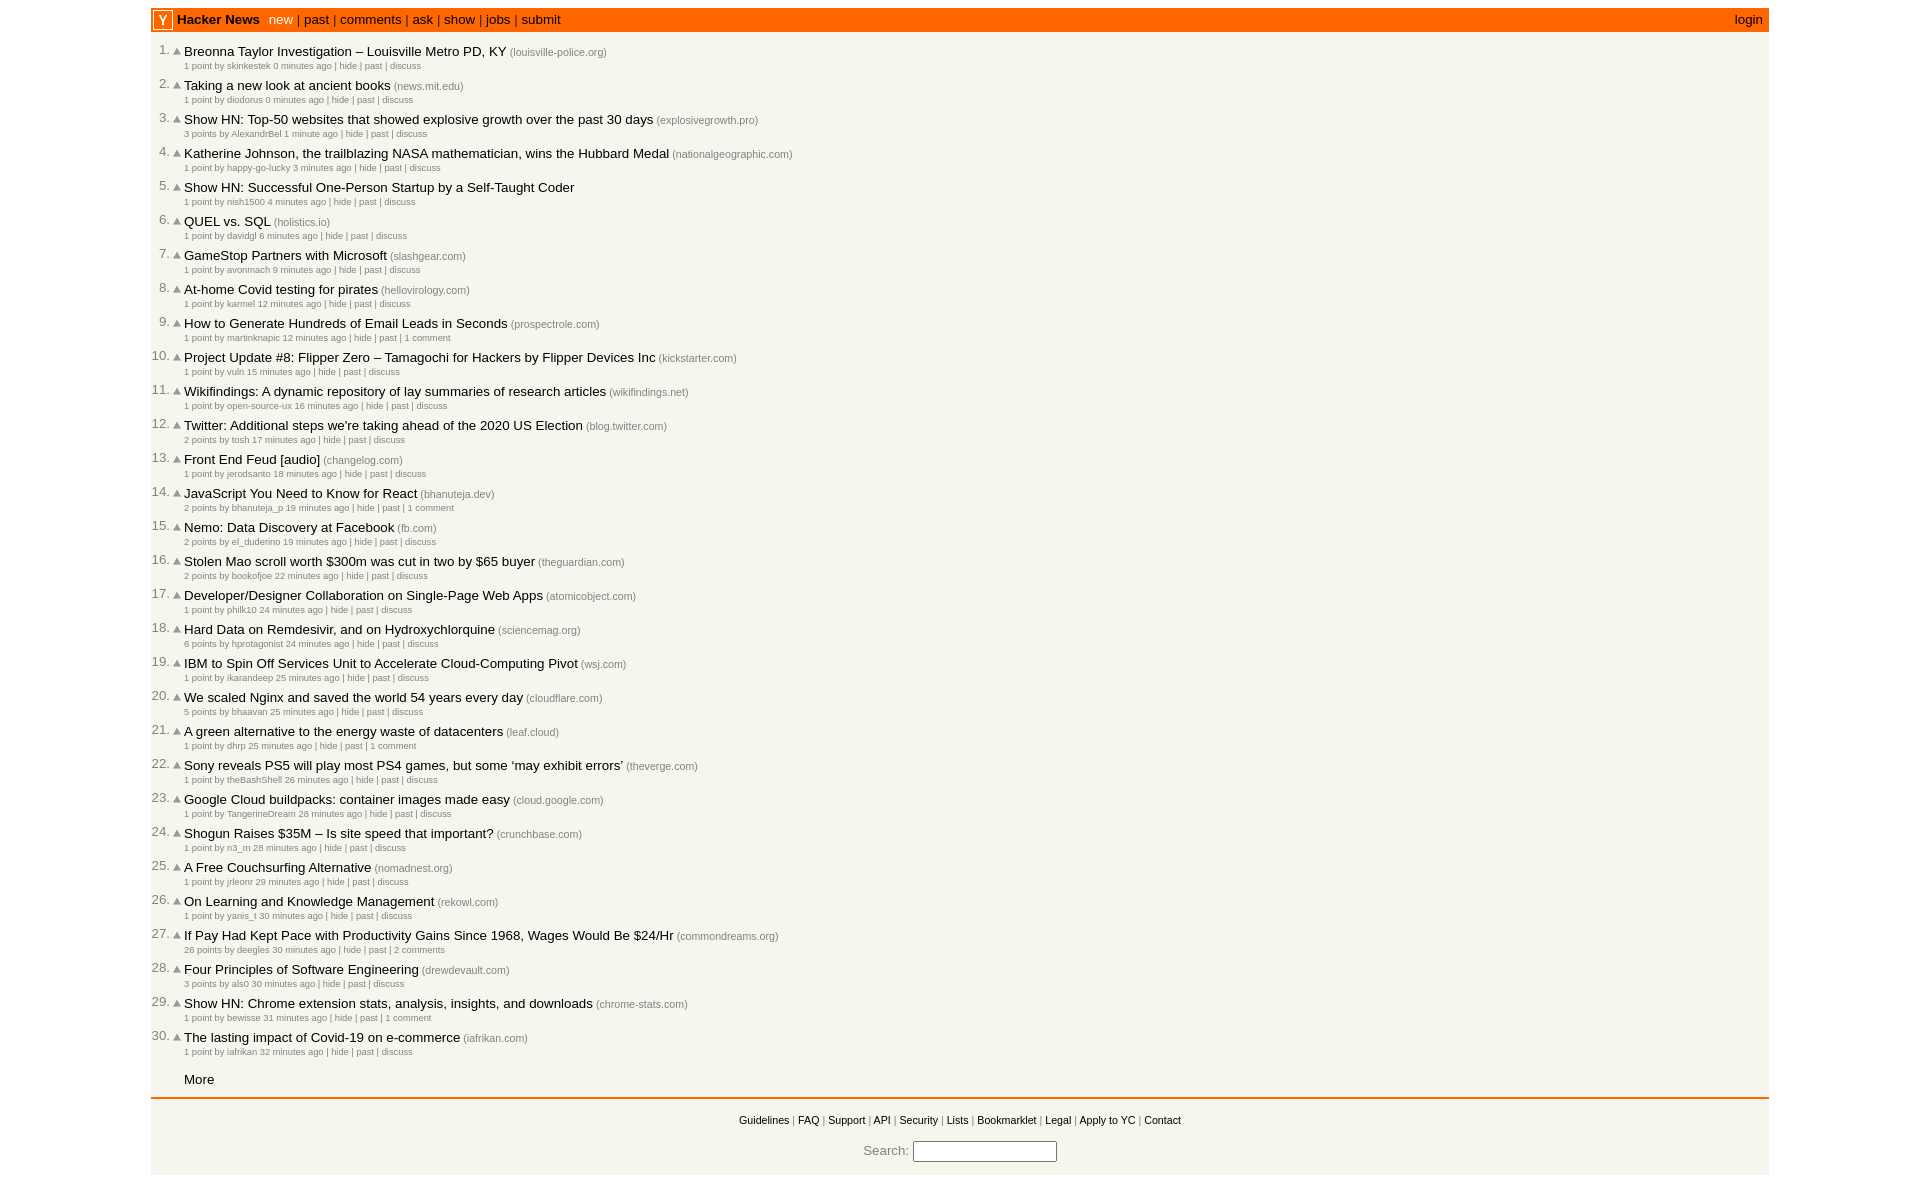 Y Hacker News new | past | comments | ask | show | jobs | submit login
1. Breonna Taylor Investigation – Louisville Metro PD, KY (louisville-police.org)
1 point by skinkestek 0 minutes ago | hide | past | discuss
2. Taking a new look at ancient books (news.mit.edu)
1 point by diodorus 0 minutes ago | hide | past | discuss
3. Show HN: Top-50 websites that showed explosive growth over the past 30 days (explosivegrowth.pro)
3 points by AlexandrBel 1 minute ago | hide | past | discuss
4. Katherine Johnson, the trailblazing NASA mathematician, wins the Hubbard Medal (nationalgeographic.com)
1 point by happy-go-lucky 3 minutes ago | hide | past | discuss
5. Show HN: Successful One-Person Startup by a Self-Taught Coder
1 point by nish1500 4 minutes ago | hide | past | discuss
6. QUEL vs. SQL (holistics.io)
1 point by davidgl 6 minutes ago | hide | past | discuss
7. GameStop Partners with Microsoft (slashgear.com)
1 point by avonmach 9 minutes ago | hide | past | discuss
8. At-home Covid testing for pirates (hellovirology.com)
1 point by karmel 12 minutes ago | hide | past | discuss
9. How to Generate Hundreds of Email Leads in Seconds (prospectrole.com)
1 point by martinknapic 12 minutes ago | hide | past | 1 comment
10. Project Update #8: Flipper Zero – Tamagochi for Hackers by Flipper Devices Inc (kickstarter.com)
1 point by vuln 15 minutes ago | hide | past | discuss
11. Wikifindings: A dynamic repository of lay summaries of research articles (wikifindings.net)
1 point by open-source-ux 16 minutes ago | hide | past | discuss
12. Twitter: Additional steps we're taking ahead of the 2020 US Election (blog.twitter.com)
2 points by tosh 17 minutes ago | hide | past | discuss
13. Front End Feud [audio] (changelog.com)
1 point by jerodsanto 18 minutes ago | hide | past | discuss
14. JavaScript You Need to Know for React (bhanuteja.dev)
2 points by bhanuteja_p 19 minutes ago | hide | past | 1 comment
15. Nemo: Data Discovery at Facebook (fb.com)
2 points by el_duderino 19 minutes ago | hide | past | discuss
16. Stolen Mao scroll worth $300m was cut in two by $65 buyer (theguardian.com)
2 points by bookofjoe 22 minutes ago | hide | past | discuss
17. Developer/Designer Collaboration on Single-Page Web Apps (atomicobject.com)
1 point by philk10 24 minutes ago | hide | past | discuss
18. Hard Data on Remdesivir, and on Hydroxychlorquine (sciencemag.org)
6 points by hprotagonist 24 minutes ago | hide | past | discuss
19. IBM to Spin Off Services Unit to Accelerate Cloud-Computing Pivot (wsj.com)
1 point by ikarandeep 25 minutes ago | hide | past | discuss
20. We scaled Nginx and saved the world 54 years every day (cloudflare.com)
5 points by bhaavan 25 minutes ago | hide | past | discuss
21. A green alternative to the energy waste of datacenters (leaf.cloud)
1 point by dhrp 25 minutes ago | hide | past | 1 comment
22. Sony reveals PS5 will play most PS4 games, but some ‘may exhibit errors’ (theverge.com)
1 point by theBashShell 26 minutes ago | hide | past | discuss
23. Google Cloud buildpacks: container images made easy (cloud.google.com)
1 point by TangerineDream 28 minutes ago | hide | past | discuss
24. Shogun Raises $35M – Is site speed that important? (crunchbase.com)
1 point by n3_m 28 minutes ago | hide | past | discuss
25. A Free Couchsurfing Alternative (nomadnest.org)
1 point by jrleonr 29 minutes ago | hide | past | discuss
26. On Learning and Knowledge Management (rekowl.com)
1 point by yanis_t 30 minutes ago | hide | past | discuss
27. If Pay Had Kept Pace with Productivity Gains Since 1968, Wages Would Be $24/Hr (commondreams.org)
26 points by deegles 30 minutes ago | hide | past | 2 comments
28. Four Principles of Software Engineering (drewdevault.com)
3 points by als0 30 minutes ago | hide | past | discuss
29. Show HN: Chrome extension stats, analysis, insights, and downloads (chrome-stats.com)
1 point by bewisse 31 minutes ago | hide | past | 1 comment
30. The lasting impact of Covid-19 on e-commerce (iafrikan.com)
1 point by iafrikan 32 minutes ago | hide | past | discuss
More
Guidelines | FAQ | Support | API | Security | Lists | Bookmarklet | Legal | Apply to YC | Contact
Search: